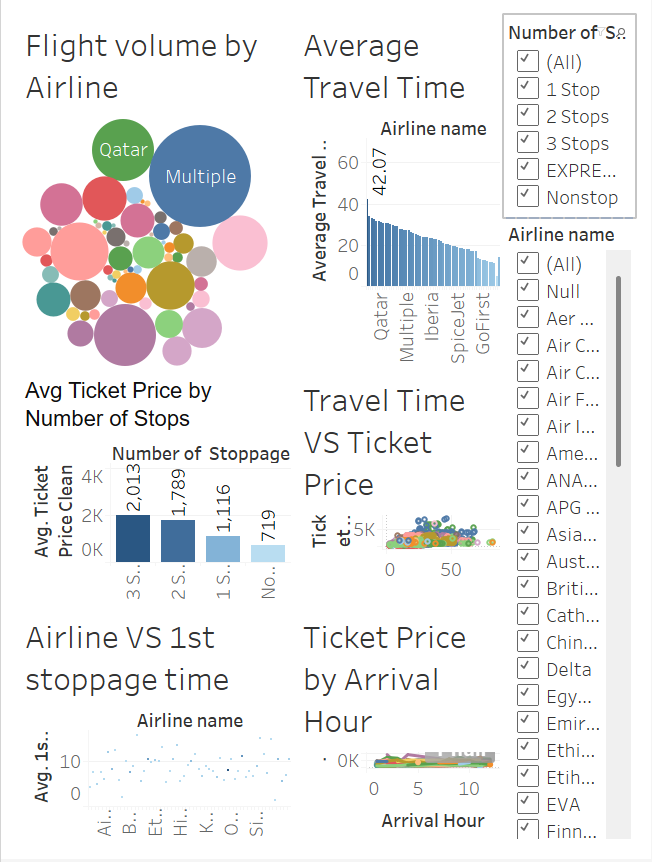 Flight volume by
Airline
Qatar
Multiple
Avg Ticket Price by
Number of Stops
Number of Stoppage
Avg. Ticket
Price Clean
4K
2K
0K
2,013
1,789
1,116
719
3 S..
2 S..
1 S..
No..
Airline VS 1st
stoppage time
Airline name
Avg. 1s..
10
0
Ai..
B..
Et..
Hi..
K..
O..
Si..
Average
Travel Time
Airline name
Average Travel ..
60
40
20
0
42.07
Qatar
Multiple
Iberia
SpiceJet
GoFirst
Travel Time
VS Ticket
Price
Tick
et..
5K
0
50
Ticket Price
by Arrival
Hour
0K
0
5
10
Arrival Hour
Number of S..
(All)
1 Stop
2 Stops
3 Stops
EXPRE...
Nonstop
Airline name
(All)
Null
Aer ...
Air C...
Air C...
Air F...
Air I...
Ame...
ANA...
APG ...
Asia...
Aust...
Briti...
Cath...
Chin...
Delta
Egy...
Emir...
Ethi...
Etih...
EVA
Finn...